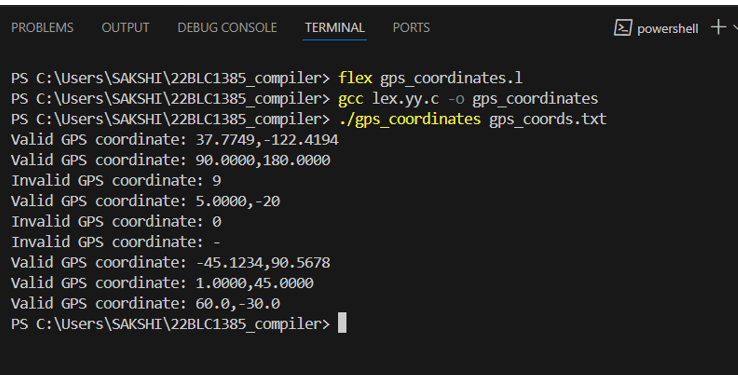 PROBLEMS OUTPUT DEBUG CONSOLE TERMINAL PORTS powershell
PS C:\Users\SAKSHI\22BLC1385_compiler> flex gps_coordinates.l
PS C:\Users\SAKSHI\22BLC1385_compiler> gcc lex.yy.c -o gps_coordinates
PS C:\Users\SAKSHI\22BLC1385_compiler> ./gps_coordinates gps_coords.txt
Valid GPS coordinate: 37.7749,-122.4194
Valid GPS coordinate: 90.0000,180.0000
Invalid GPS coordinate: 9
Valid GPS coordinate: 5.0000,-20
Invalid GPS coordinate: 0
Invalid GPS coordinate: -
Valid GPS coordinate: -45.1234,90.5678
Valid GPS coordinate: 1.0000,45.0000
Valid GPS coordinate: 60.0,-30.0
PS C:\Users\SAKSHI\22BLC1385_compiler>